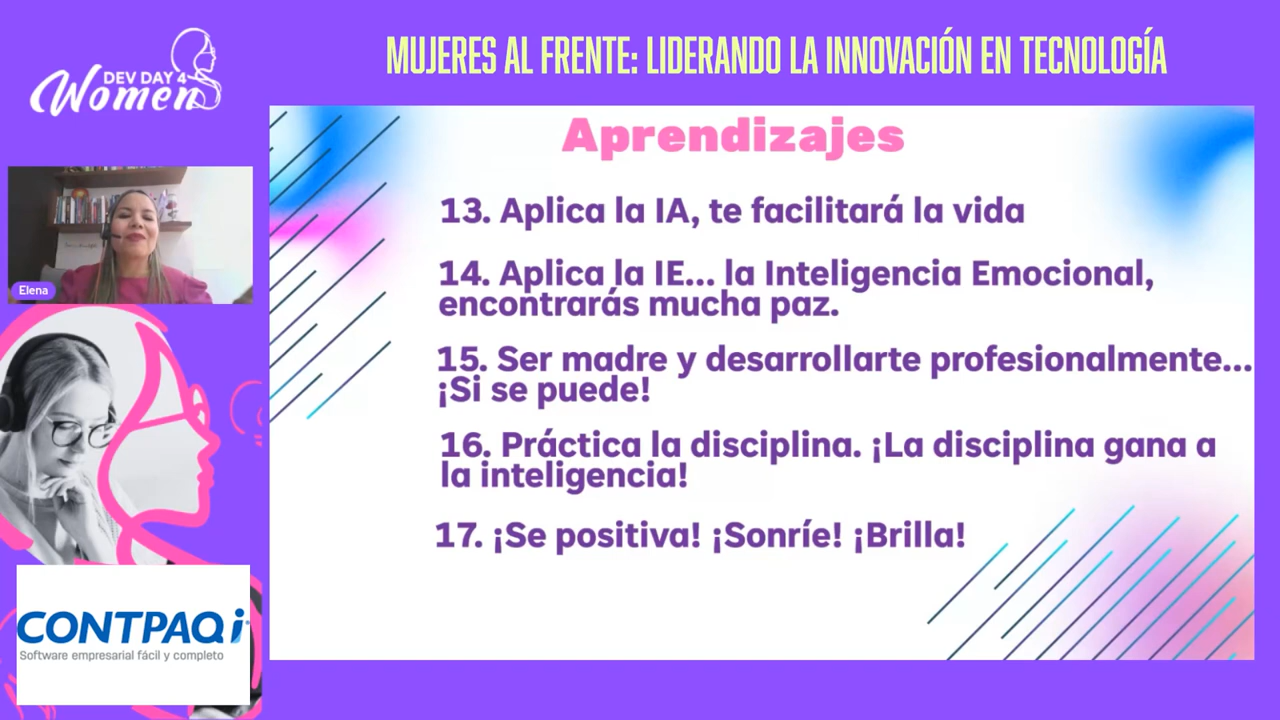 DEV DAY 4
Women
MUJERES AL FRENTE: LIDERANDO LA INNOVACIÓN EN TECNOLOGÍA
Elena
Aprendizajes
13. Aplica la IA, te facilitará la vida
14. Aplica la IE... la Inteligencia Emocional,
encontrarás mucha paz.
15. Ser madre y desarrollarte profesionalmente...
¡Si se puede!
16. Práctica la disciplina. ¡La disciplina gana a
la inteligencia!
17. ¡Se positiva! ¡Sonríe! ¡Brilla!
CONTPAQi
Software empresarial fácil y completo